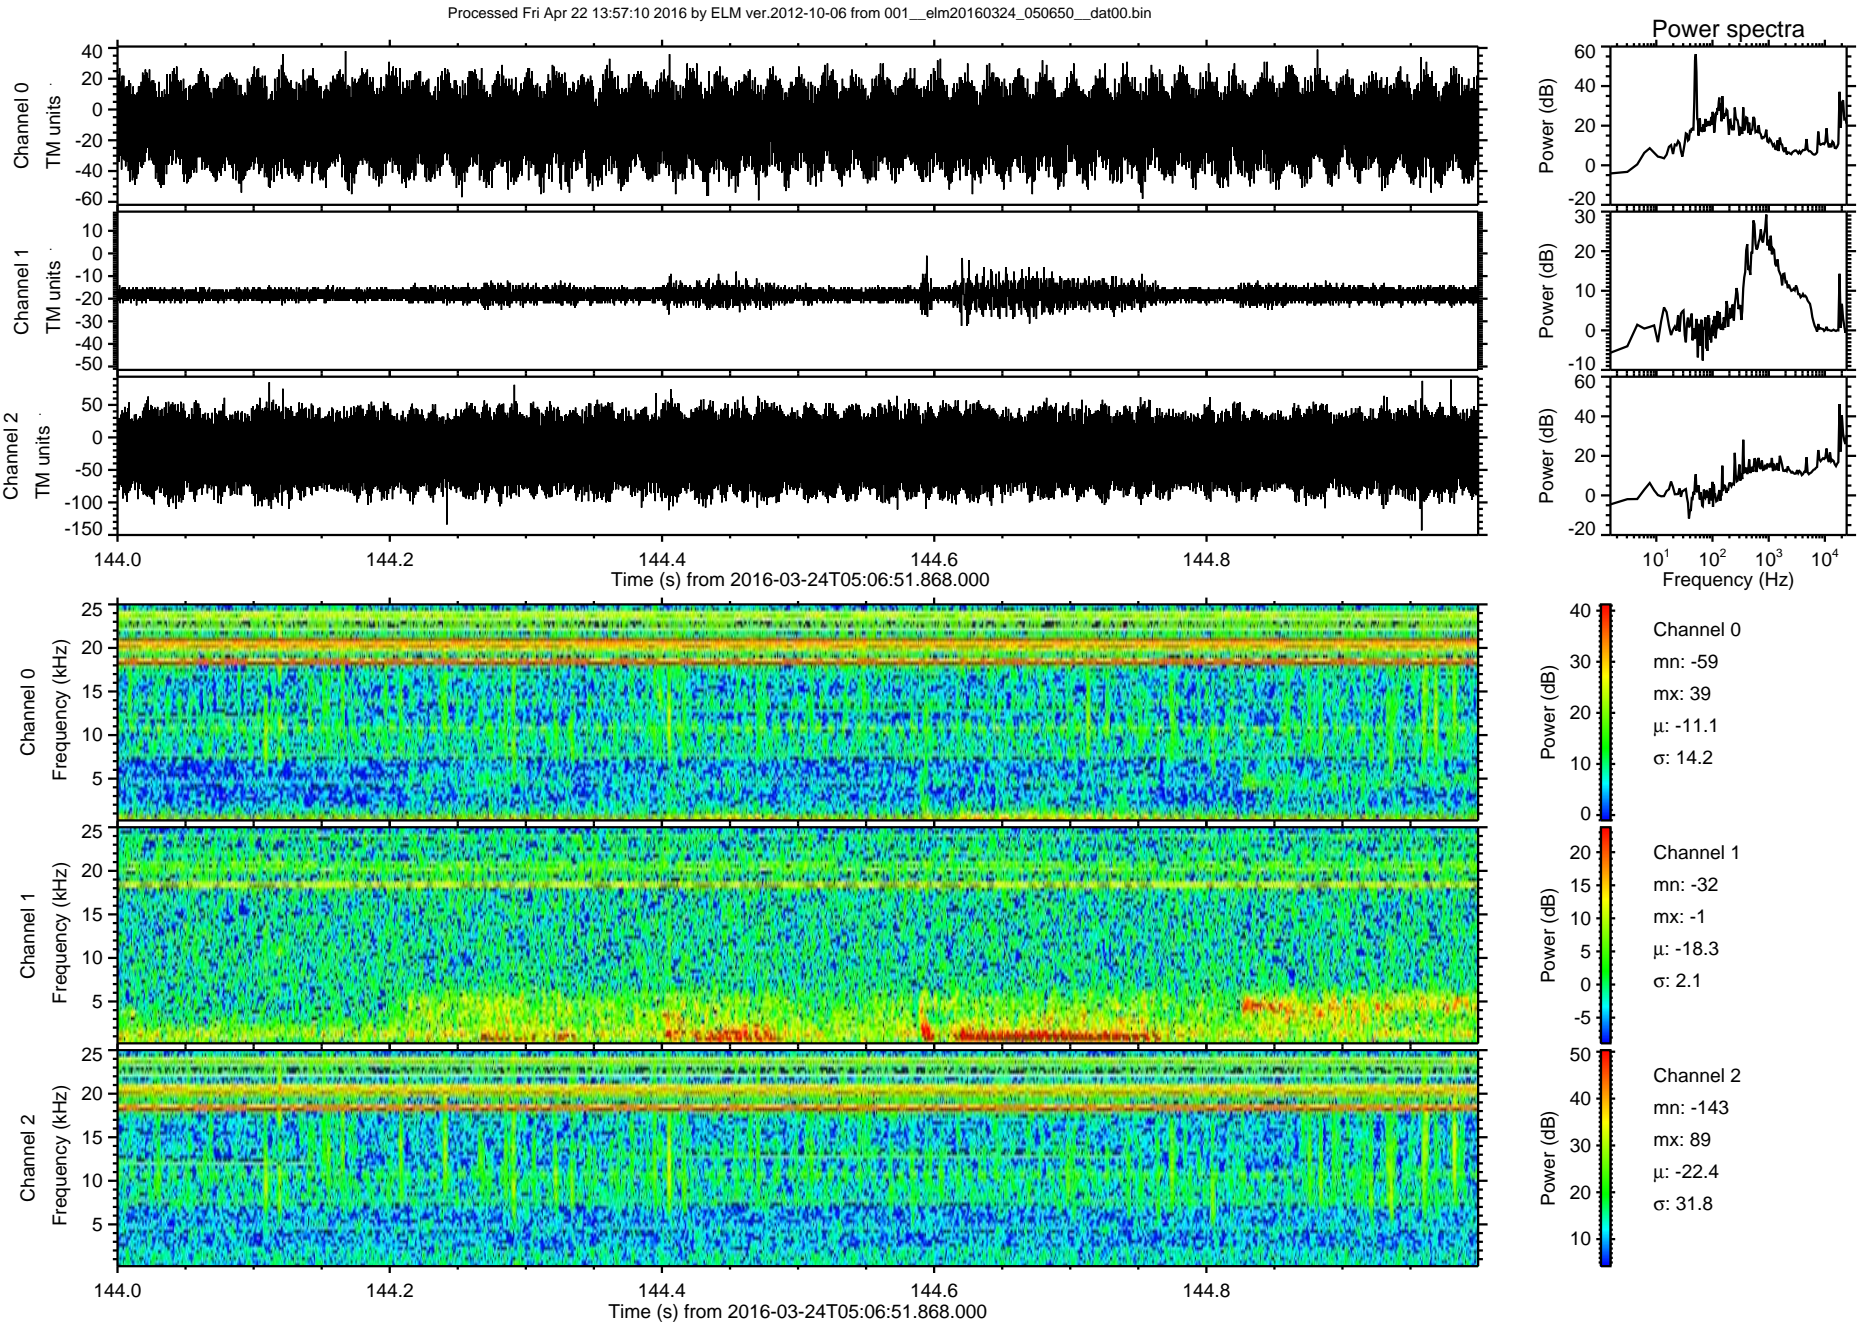 Processed Fri Apr 22 13:57:10 2016 by ELM ver.2012-10-06 from 001__elm20160324_050650__dat00.bin
Power spectra
Channel 0
TM units
40
20
0
-20
-40
-60
Power (dB)
60
40
20
0
-20
Channel 1
TM units
10
0
-10
-20
-30
-40
-50
Power (dB)
30
20
10
0
-10
Channel 2
TM units
50
0
-50
-100
-150
Power (dB)
60
40
20
0
-20
144.0 144.2 144.4 144.6 144.8
Time (s) from 2016-03-24T05:06:51.868.000
10¹ 10² 10³ 10⁴
Frequency (Hz)
Channel 0
Frequency (kHz)
25
20
15
10
5
Power (dB)
40
30
20
10
0
Channel 0
mn: -59
mx: 39
μ: -11.1
σ: 14.2
Channel 1
Frequency (kHz)
25
20
15
10
5
Power (dB)
20
15
10
5
0
-5
Channel 1
mn: -32
mx: -1
μ: -18.3
σ: 2.1
Channel 2
Frequency (kHz)
25
20
15
10
5
Power (dB)
50
40
30
20
10
Channel 2
mn: -143
mx: 89
μ: -22.4
σ: 31.8
144.0 144.2 144.4 144.6 144.8
Time (s) from 2016-03-24T05:06:51.868.000